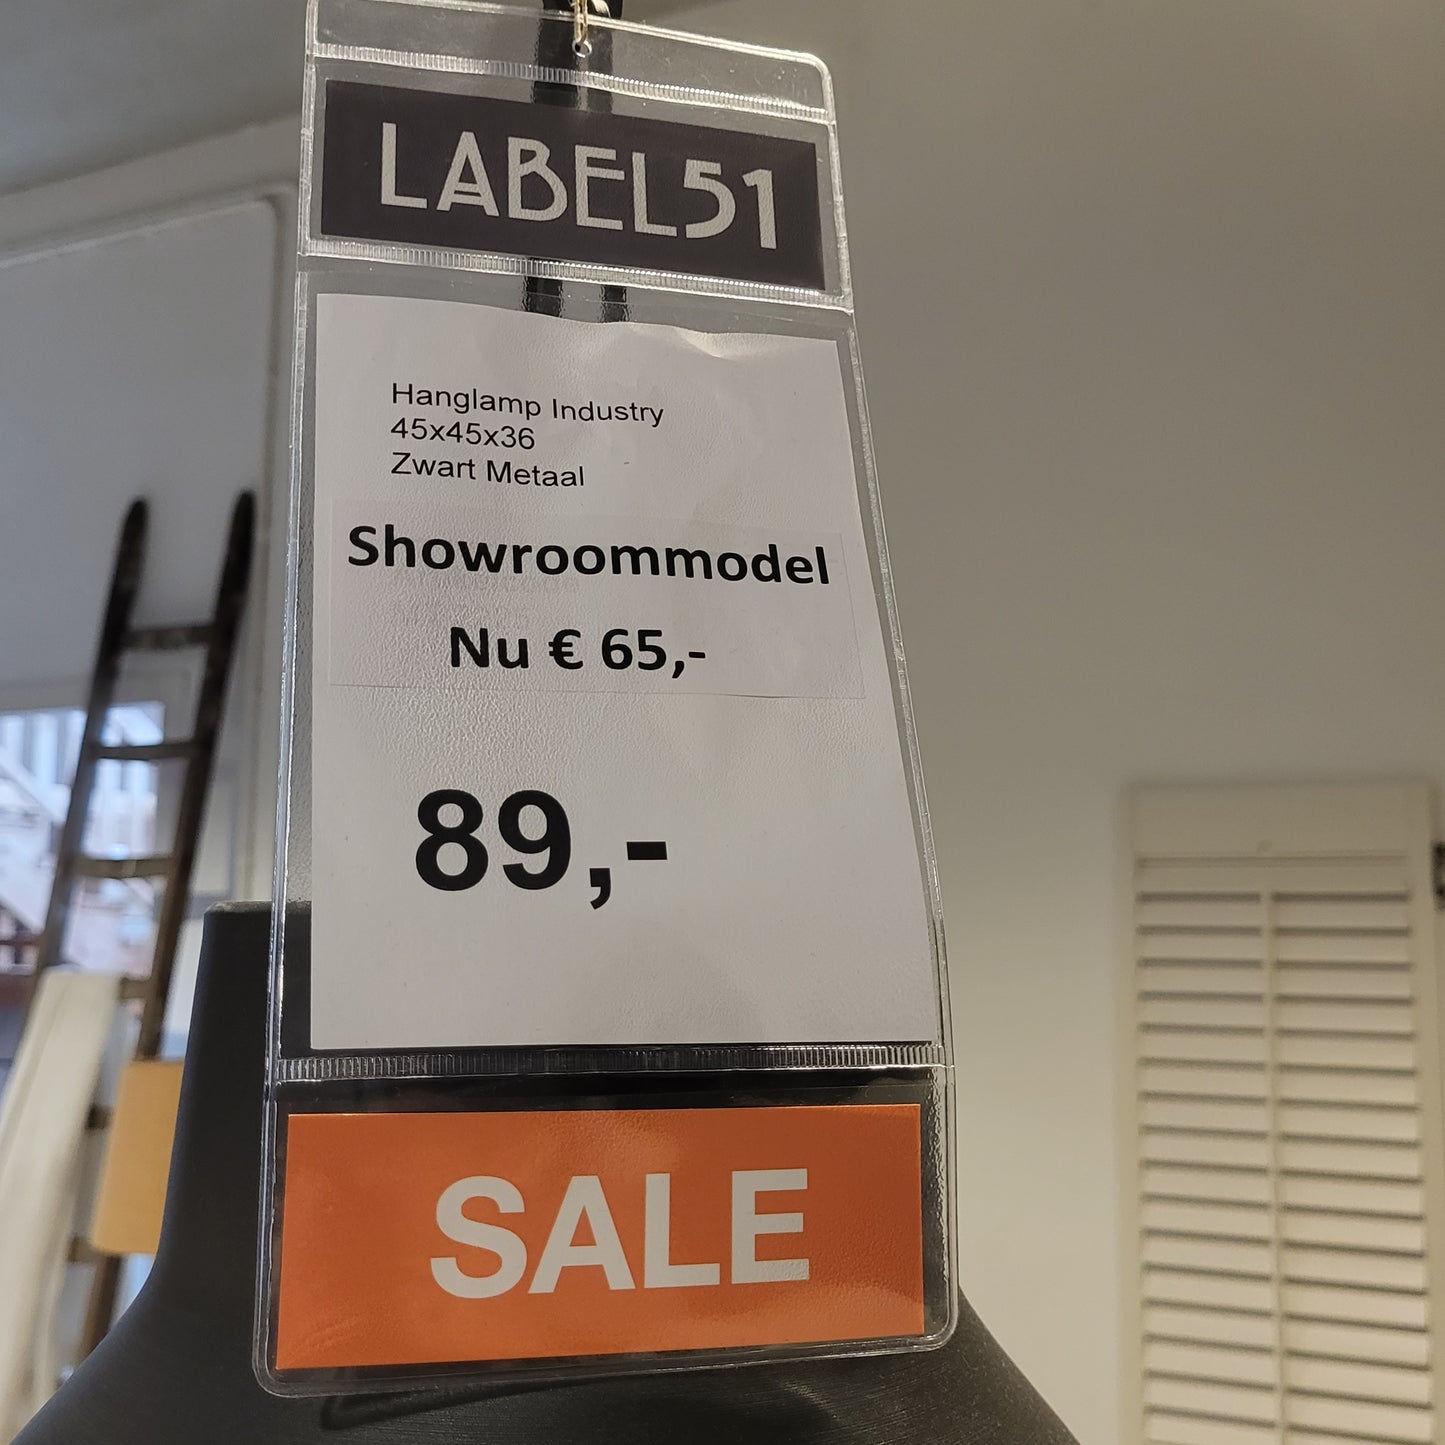 LABEL51
Hanglamp Industry
45x45x36
Zwart Metaal
Showroommodel
Nu € 65,-
89,-
SALE